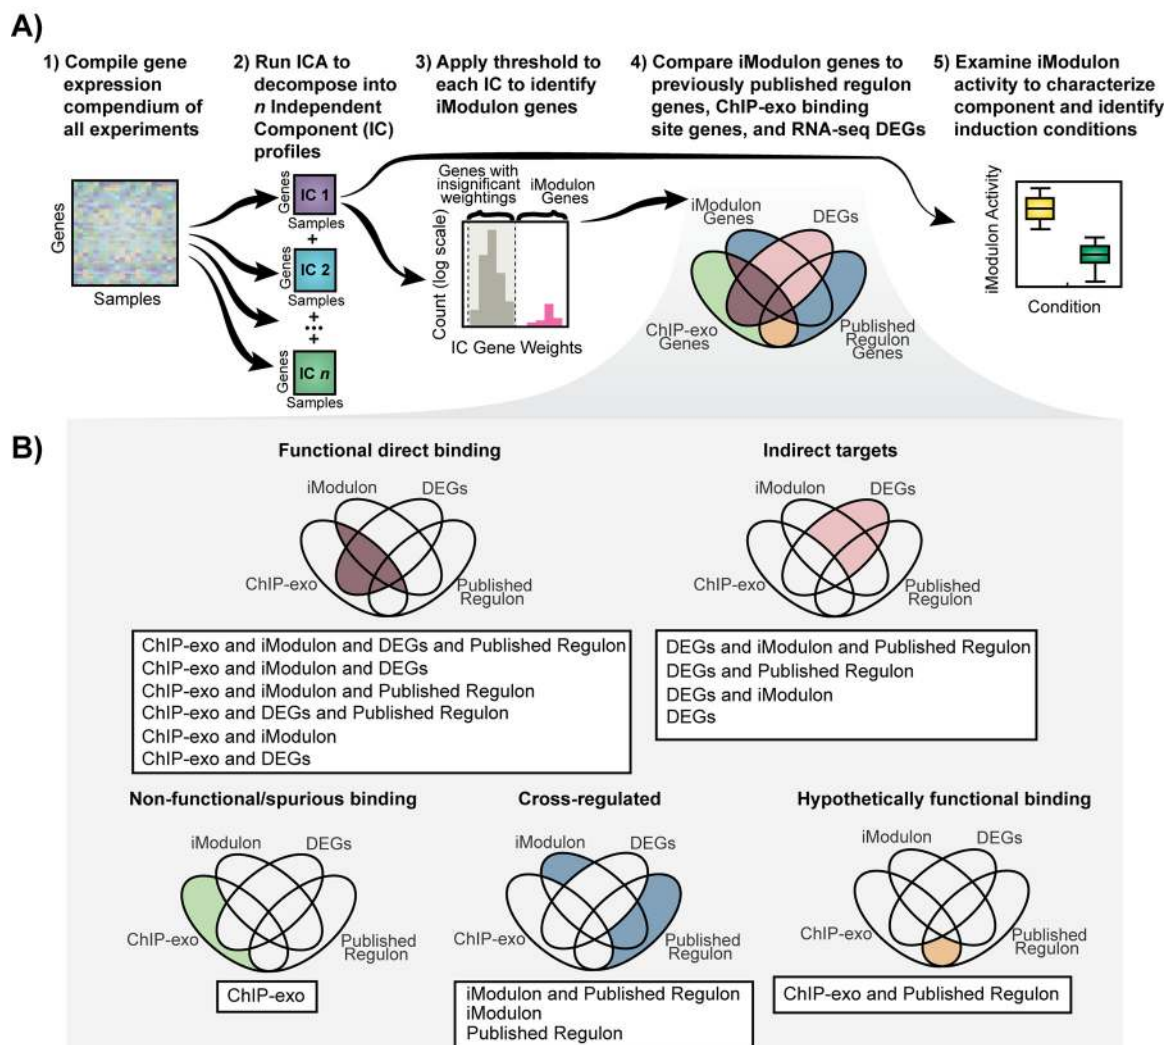 A)
1) Compile gene
expression
compendium of
all experiments
2) Run ICA to
decompose into
n Independent
Component (IC)
profiles
3) Apply threshold to
each IC to identify
iModulon genes
4) Compare iModulon genes to
previously published regulon
genes, ChIP-exo binding
site genes, and RNA-seq DEGs
5) Examine iModulon
activity to characterize
component and identify
induction conditions
Genes
Samples
Genes
IC 1
Samples
+
Genes
IC 2
Samples
+
...
+
Genes
IC n
Samples
Genes with
insignificant
weightings
iModulon
Genes
Count (log scale)
IC Gene Weights
iModulon
Genes
DEGs
ChIP-exo
Genes
Published
Regulon
Genes
iModulon Activity
Condition
B)
Functional direct binding
iModulon
DEGs
ChIP-exo
Published
Regulon
ChIP-exo and iModulon and DEGs and Published Regulon
ChIP-exo and iModulon and DEGs
ChIP-exo and iModulon and Published Regulon
ChIP-exo and DEGs and Published Regulon
ChIP-exo and iModulon
ChIP-exo and DEGs
Indirect targets
iModulon
DEGs
ChIP-exo
Published
Regulon
DEGs and iModulon and Published Regulon
DEGs and Published Regulon
DEGs and iModulon
DEGs
Non-functional/spurious binding
iModulon
DEGs
ChIP-exo
Published
Regulon
ChIP-exo
Cross-regulated
iModulon
DEGs
ChIP-exo
Published
Regulon
iModulon and Published Regulon
iModulon
Published Regulon
Hypothetically functional binding
iModulon
DEGs
ChIP-exo
Published
Regulon
ChIP-exo and Published Regulon